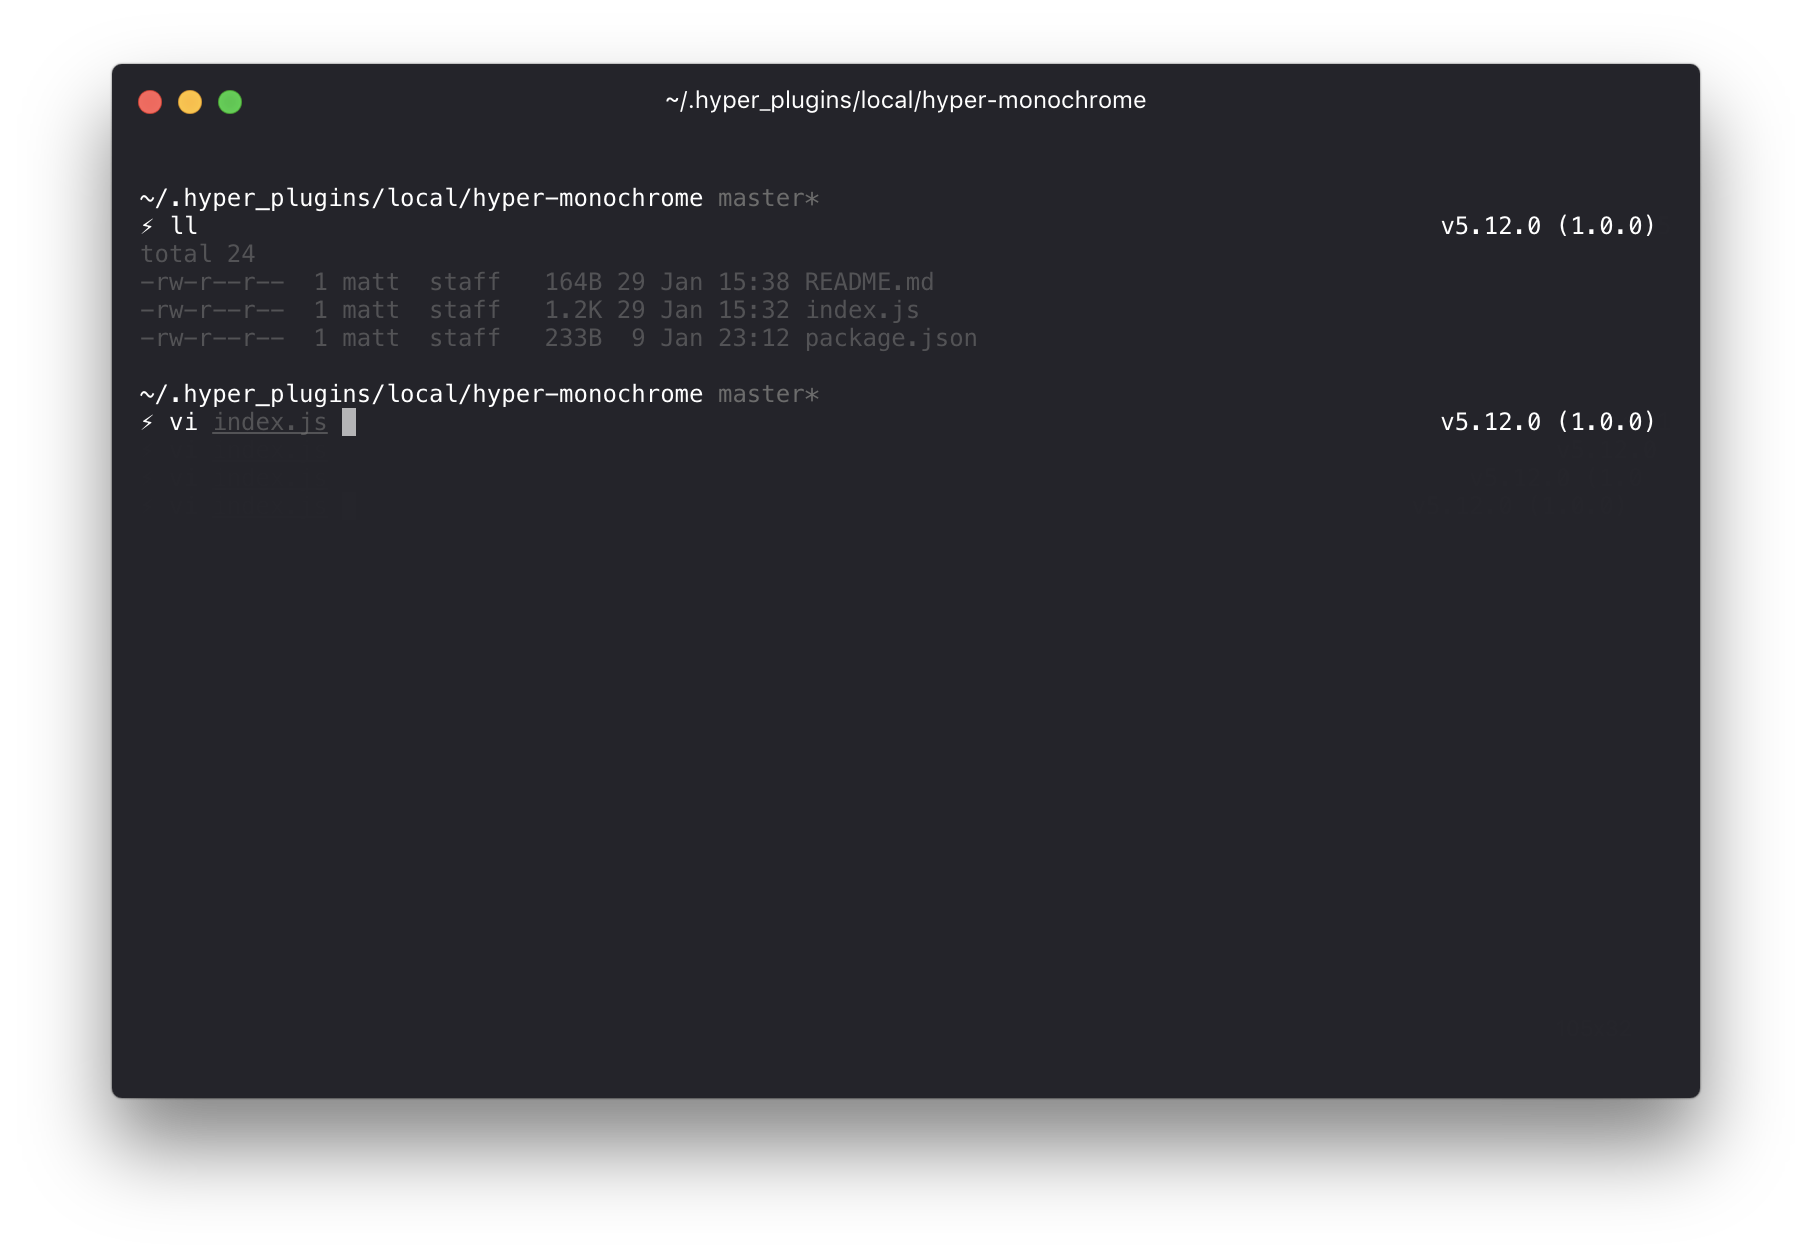 ~/.hyper_plugins/local/hyper-monochrome
~/.hyper_plugins/local/hyper-monochrome master*
⚡ ll v5.12.0 (1.0.0)
total 24
-rw-r--r--  1 matt  staff   164B 29 Jan 15:38 README.md
-rw-r--r--  1 matt  staff   1.2K 29 Jan 15:32 index.js
-rw-r--r--  1 matt  staff   233B  9 Jan 23:12 package.json
~/.hyper_plugins/local/hyper-monochrome master*
⚡ vi index.js v5.12.0 (1.0.0)